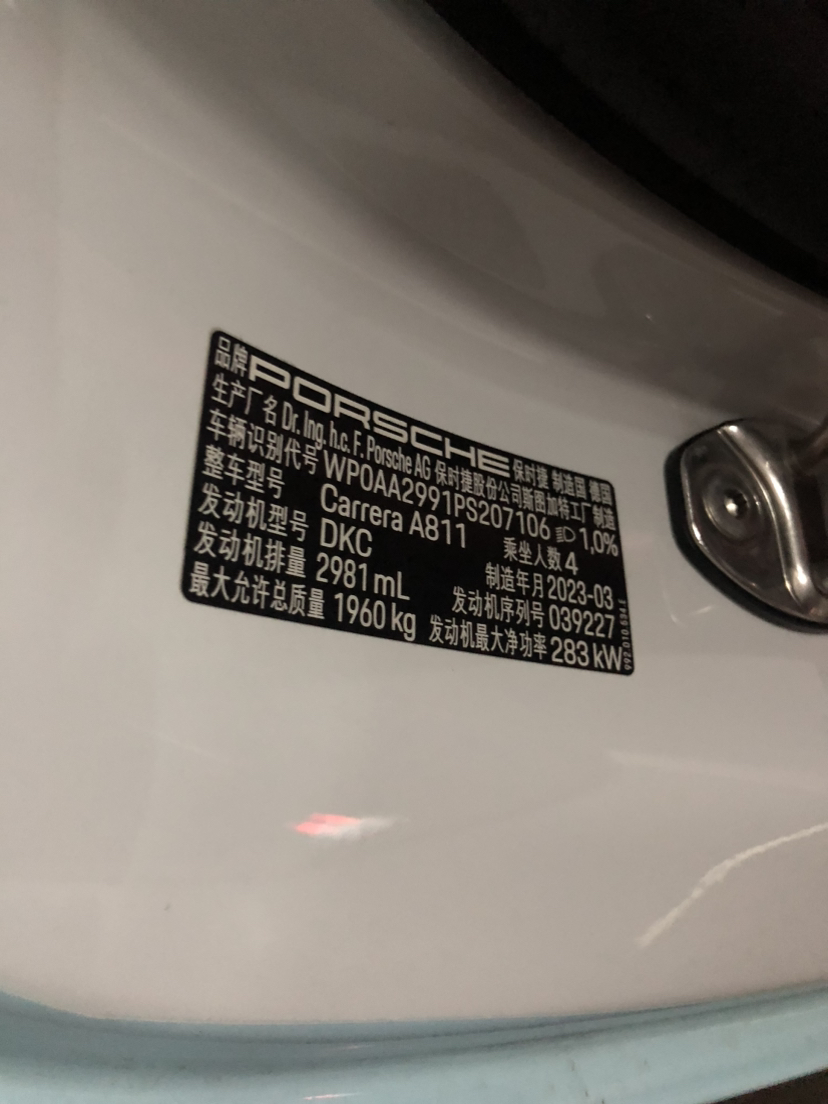 品牌 PORSCHE 保时捷 制造国 德国
生产厂名 Dr. Ing. h.c. F. Porsche AG 保时捷股份公司斯图加特工厂制造
车辆识别代号 WP0AA2991PS207106 1,0%
整车型号 Carrera A811 乘坐人数 4
发动机型号 DKC 制造年月 2023-03
发动机排量 2981 mL 发动机序列号 039227
最大允许总质量 1960 kg 发动机最大净功率 283 kW